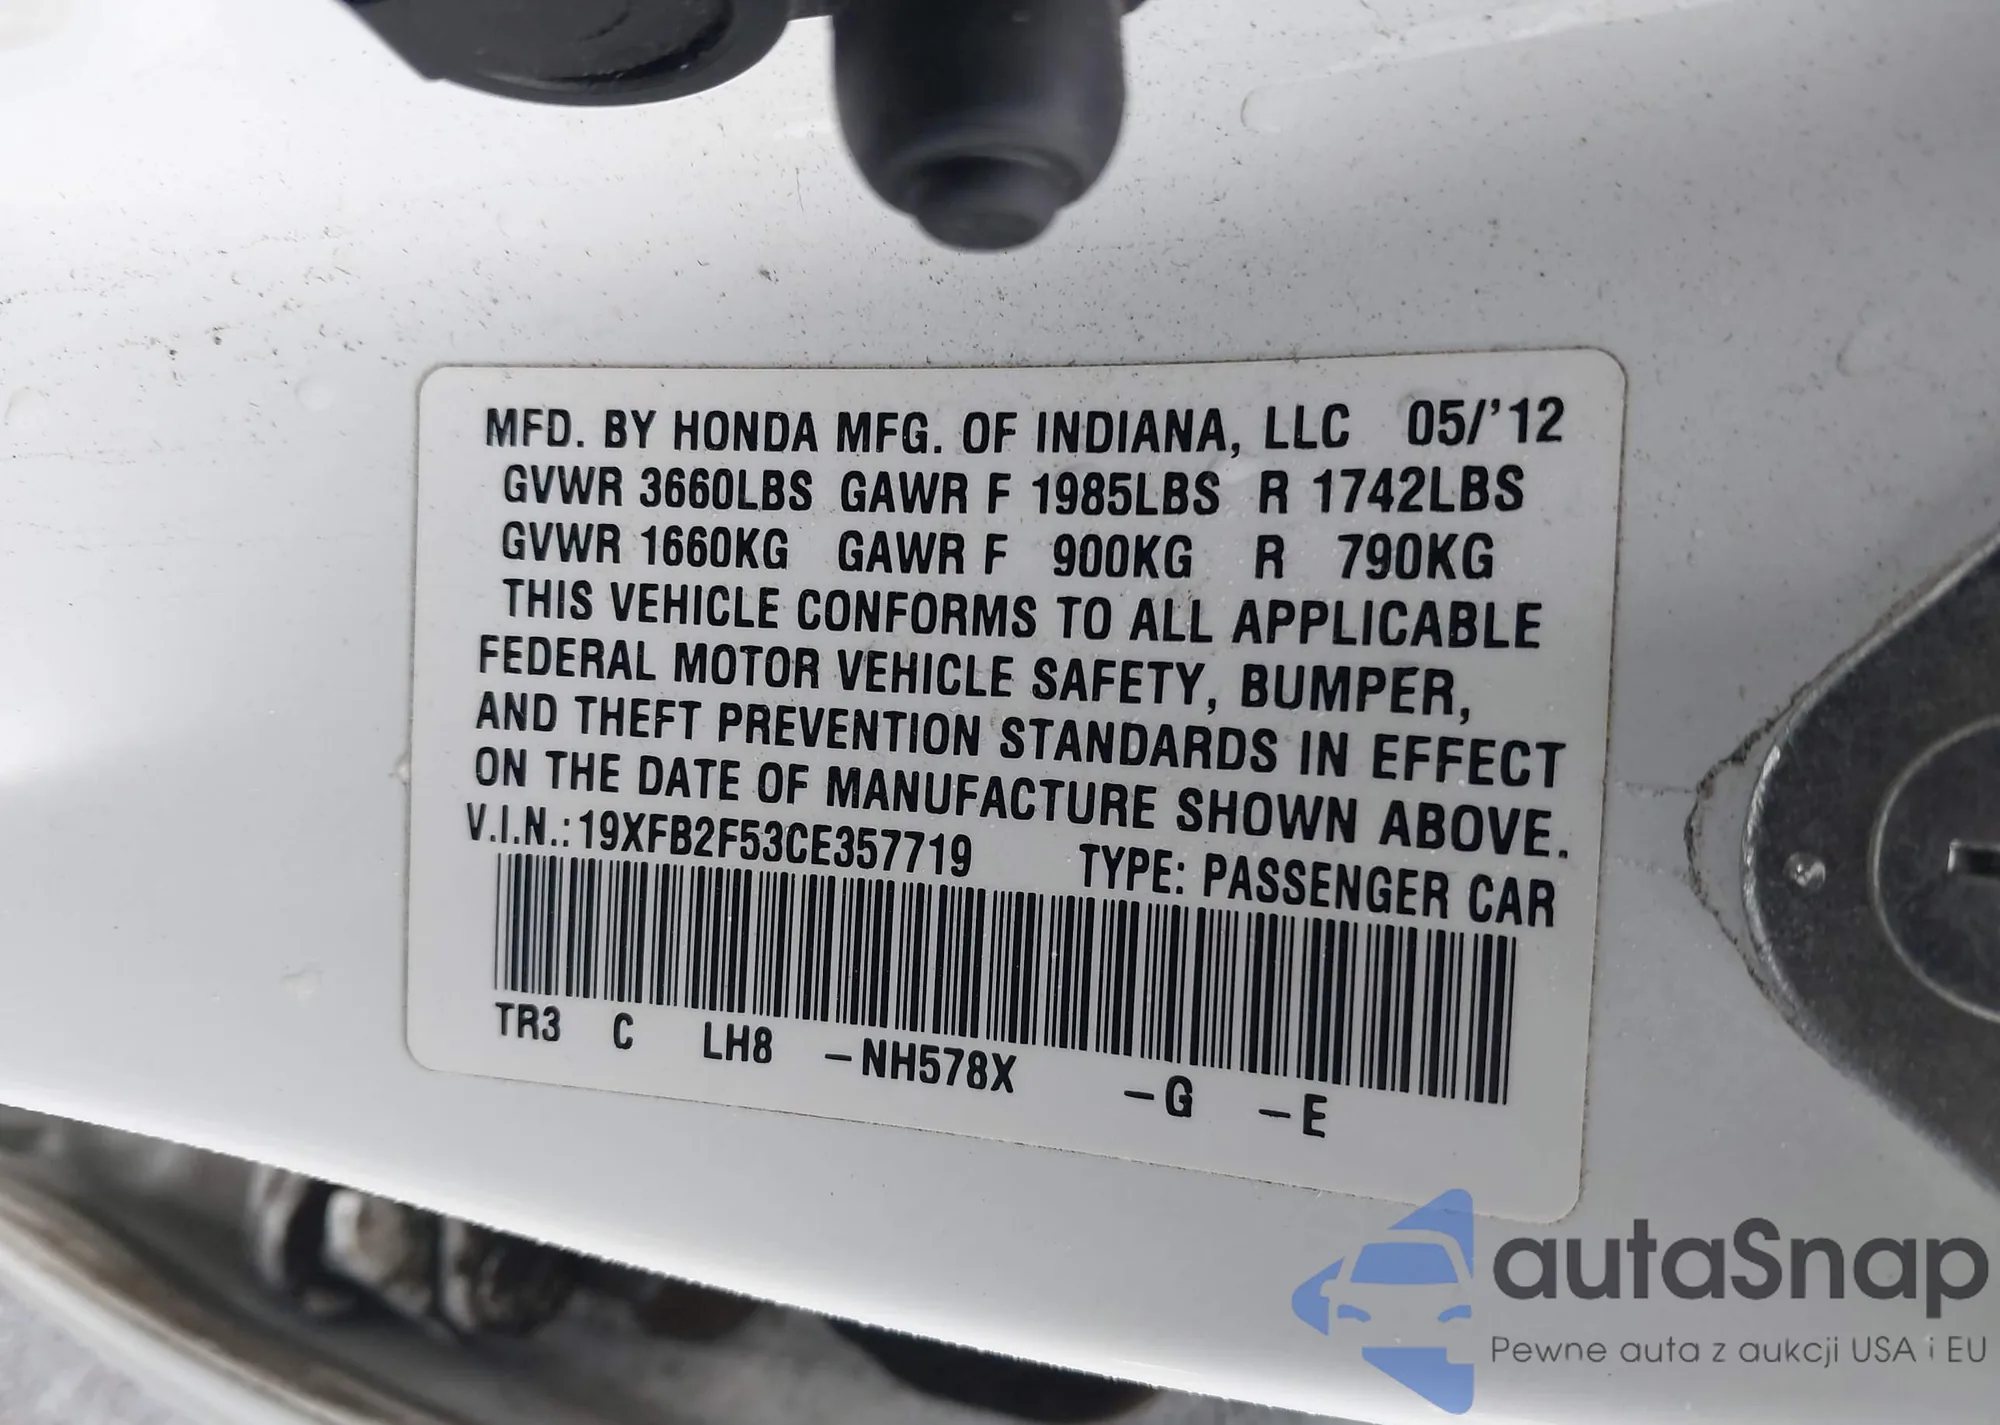 MFD. BY HONDA MFG. OF INDIANA, LLC 05/'12
GVWR 3660LBS GAWR F 1985LBS R 1742LBS
GVWR 1660KG GAWR F 900KG R 790KG
THIS VEHICLE CONFORMS TO ALL APPLICABLE
FEDERAL MOTOR VEHICLE SAFETY, BUMPER,
AND THEFT PREVENTION STANDARDS IN EFFECT
ON THE DATE OF MANUFACTURE SHOWN ABOVE.
V.I.N.: 19XFB2F53CE357719 TYPE: PASSENGER CAR
TR3 C LH8 -NH578X -G -E
autaSnap
Pewne auta z aukcji USA i EU